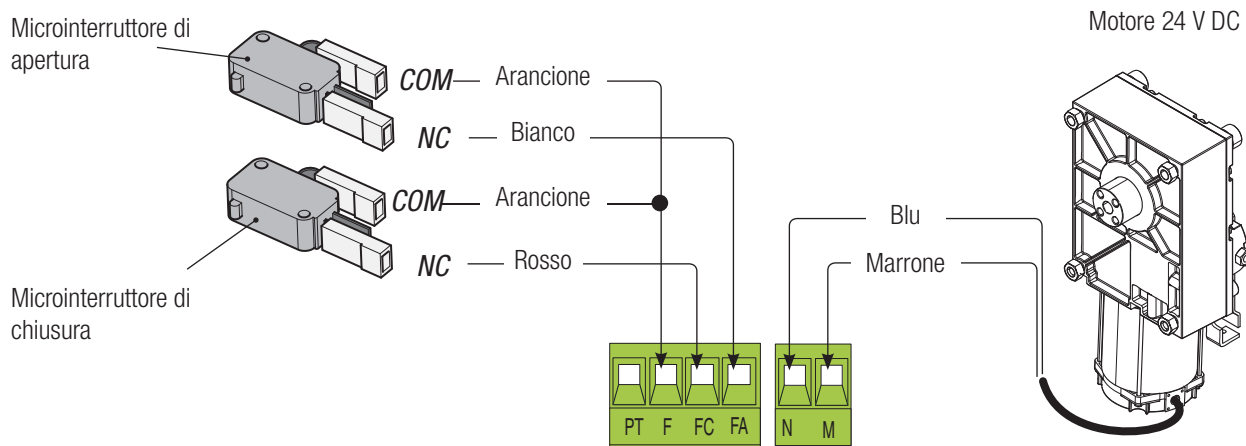 Microinterruttore di
apertura
Motore 24 V DC
COM Arancione
NC Bianco
COM Arancione
NC Rosso
Blu
Marrone
Microinterruttore di
chiusura
PT F FC FA N M